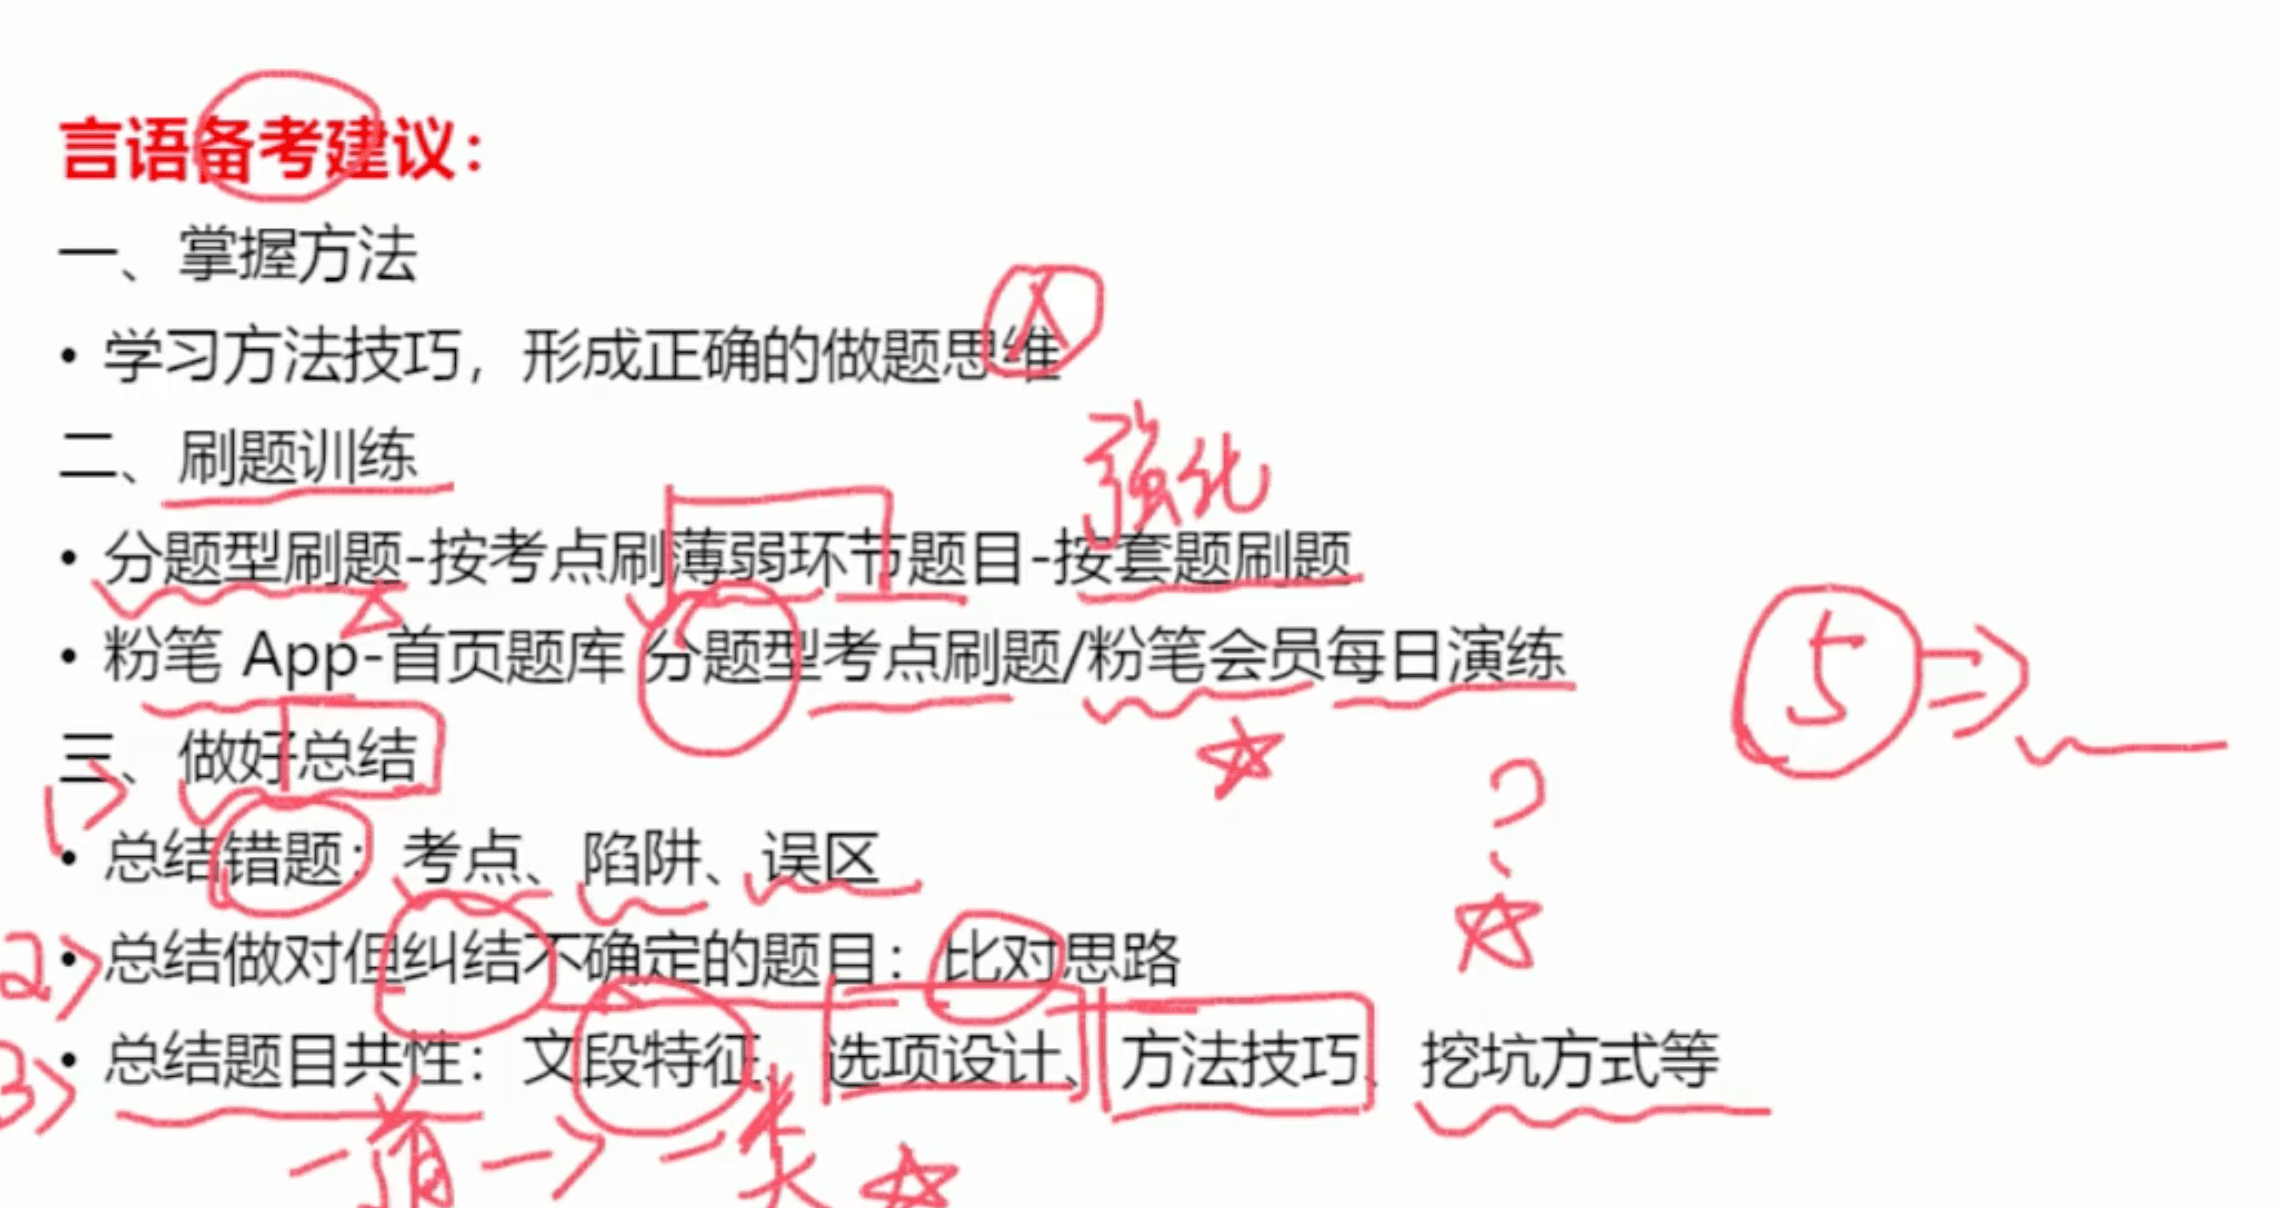 言语备考建议：
一、掌握方法
• 学习方法技巧，形成正确的做题思维
人
二、刷题训练
强化
• 分题型刷题-按考点刷薄弱环节题目-按套题刷题
• 粉笔 App-首页题库 分题型考点刷题/粉笔会员每日演练
5
三、做好总结
?
1>
• 总结错题：考点、陷阱、误区
2>
• 总结做对但纠结不确定的题目：比对思路
3>
• 总结题目共性：文段特征、选项设计、方法技巧、挖坑方式等
一道 → 一类